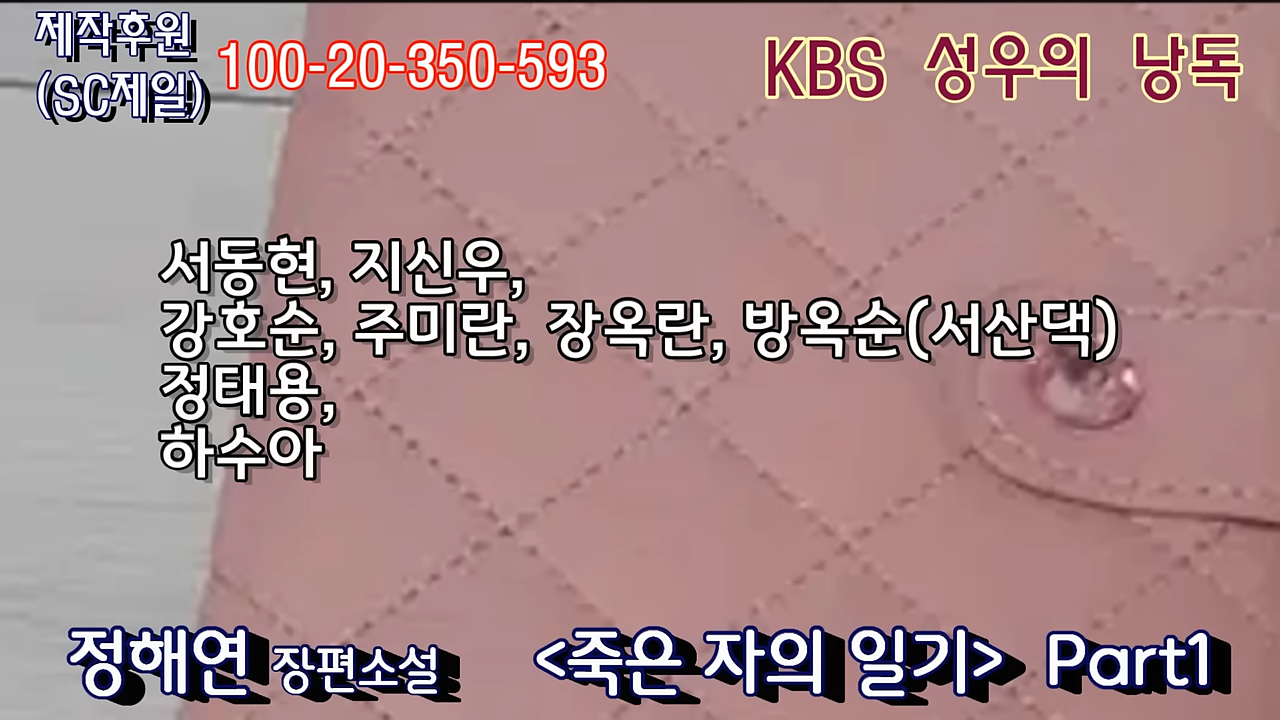 제작후원
(SC제일)
100-20-350-593
KBS 성우의 낭독
서동현, 지신우,
강호순, 주미란, 장옥란, 방옥순(서산댁)
정태용,
하수아
정해연 장편소설 <죽은 자의 일기> Part1